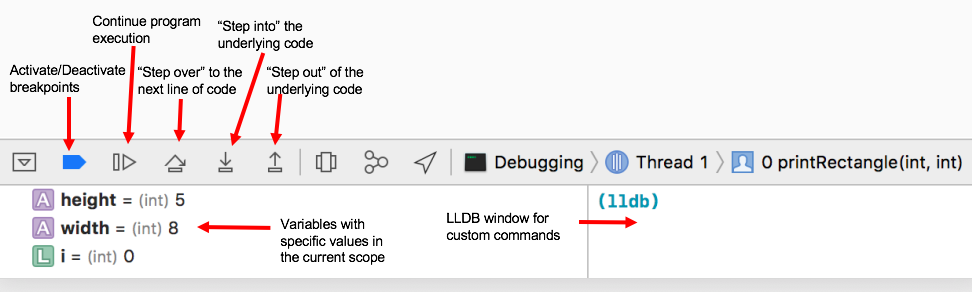 Continue program
execution
“Step into” the
underlying code
Activate/Deactivate
breakpoints
“Step over” to the
next line of code
“Step out” of the
underlying code
Debugging
Thread 1
0 printRectangle(int, int)
A height = (int) 5
A width = (int) 8
L i = (int) 0
Variables with
specific values in
the current scope
LLDB window for
custom commands
(lldb)